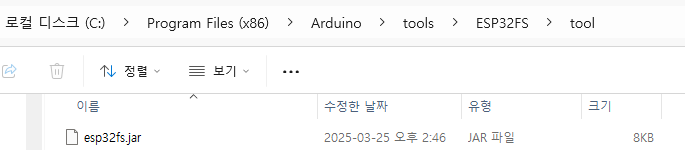 로컬 디스크 (C:) > Program Files (x86) > Arduino > tools > ESP32FS > tool
정렬 보기 ···
이름 수정한 날짜 유형 크기
esp32fs.jar 2025-03-25 오후 2:46 JAR 파일 8KB